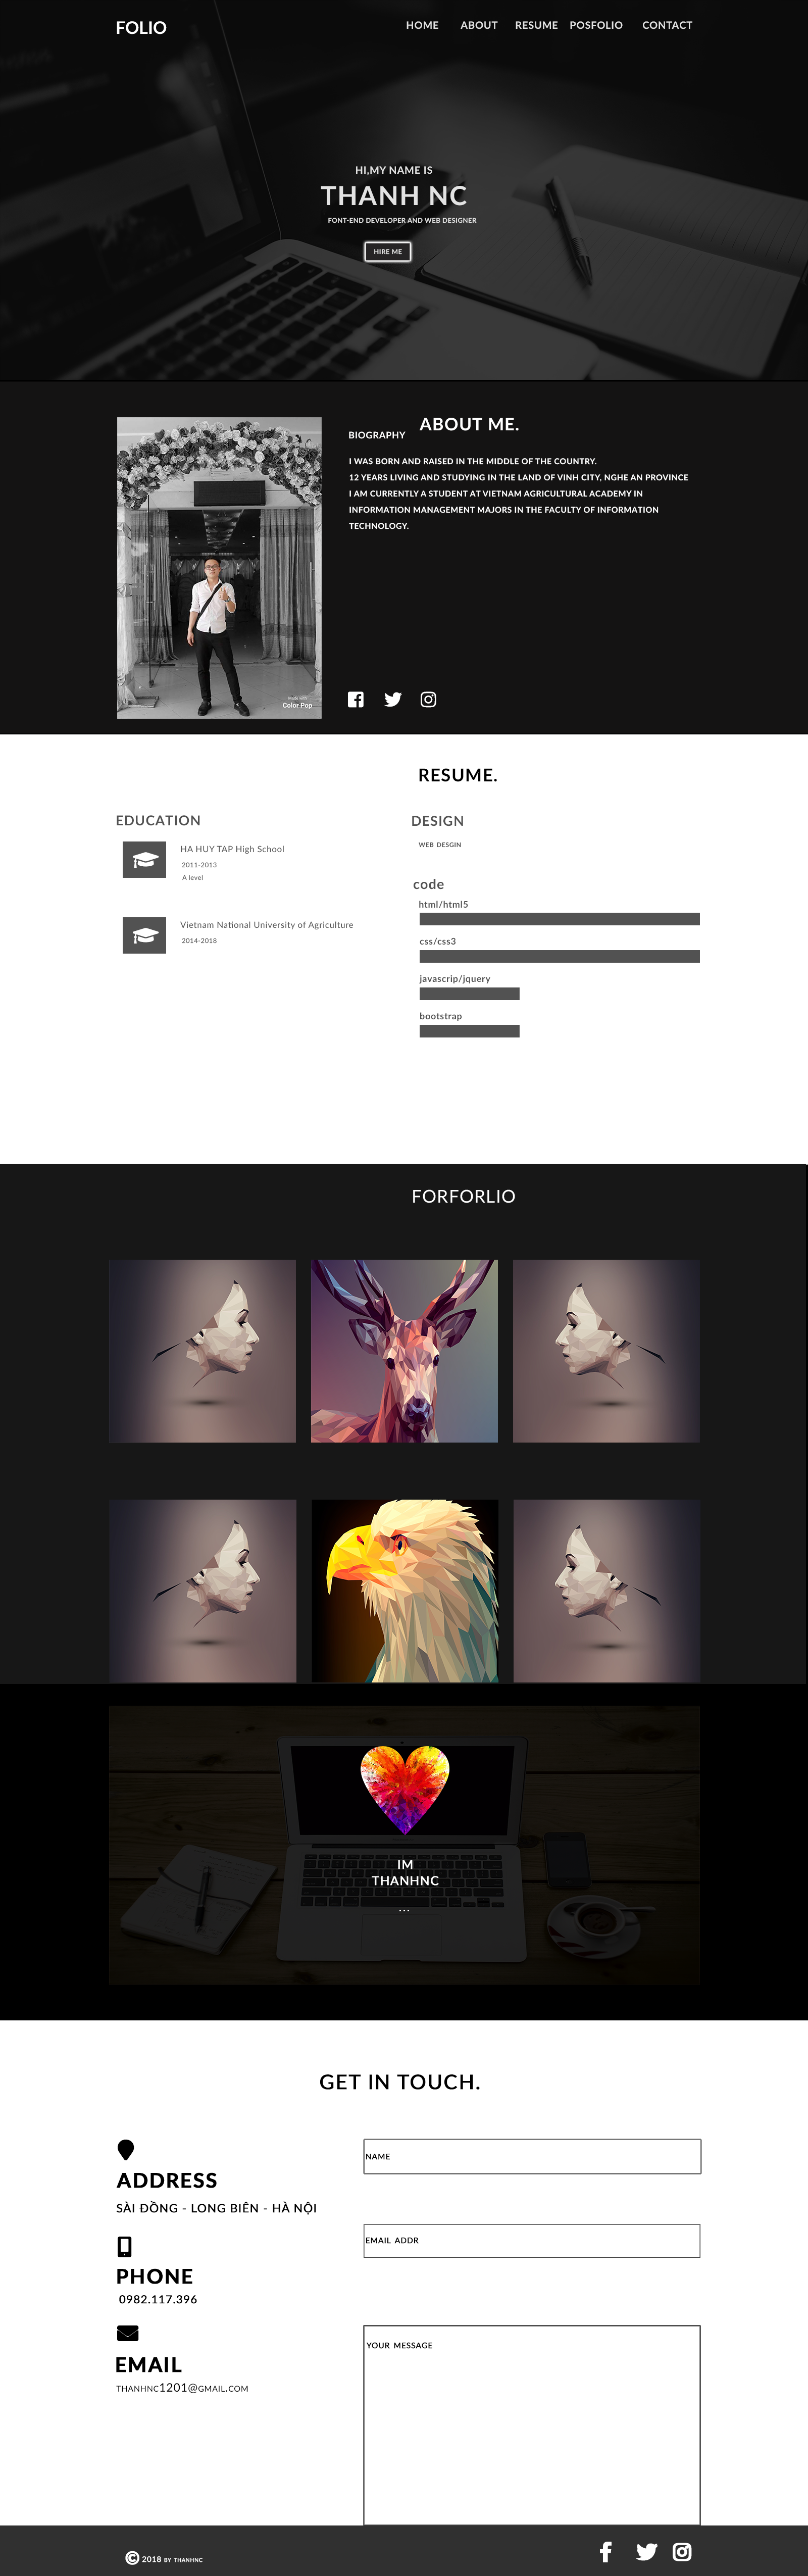 FOLIO
HOME ABOUT RESUME POSFOLIO CONTACT
HI,MY NAME IS
THANH NC
FONT-END DEVELOPER AND WEB DESIGNER
HIRE ME
ABOUT ME.
BIOGRAPHY
I WAS BORN AND RAISED IN THE MIDDLE OF THE COUNTRY.
12 YEARS LIVING AND STUDYING IN THE LAND OF VINH CITY, NGHE AN PROVINCE
I AM CURRENTLY A STUDENT AT VIETNAM AGRICULTURAL ACADEMY IN
INFORMATION MANAGEMENT MAJORS IN THE FACULTY OF INFORMATION
TECHNOLOGY.
Made with
Color Pop
RESUME.
EDUCATION
HA HUY TAP High School
2011-2013
A level
Vietnam National University of Agriculture
2014-2018
DESIGN
WEB DESGIN
code
html/html5
css/css3
javascrip/jquery
bootstrap
FORFORLIO
IM
THANHNC
...
GET IN TOUCH.
ADDRESS
SÀI ĐỒNG - LONG BIÊN - HÀ NỘI
PHONE
0982.117.396
EMAIL
THANHNC1201@GMAIL.COM
NAME
EMAIL ADDR
YOUR MESSAGE
© 2018 BY THANHNC